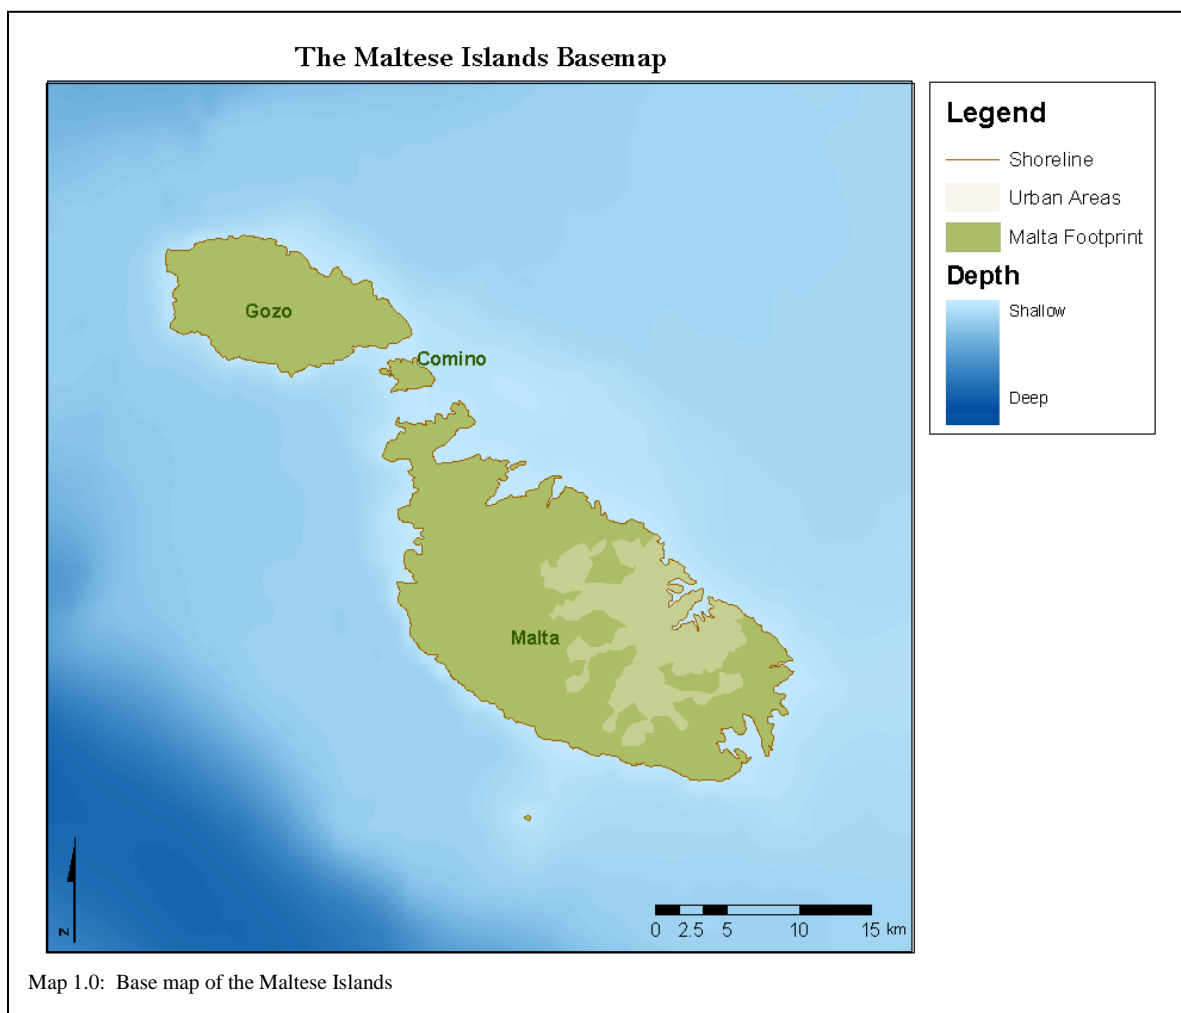 The Maltese Islands Basemap
Legend
Shoreline
Urban Areas
Malta Footprint
Depth
Shallow
Deep
Gozo
Comino
Malta
N
0 2.5 5 10 15 km
Map 1.0: Base map of the Maltese Islands